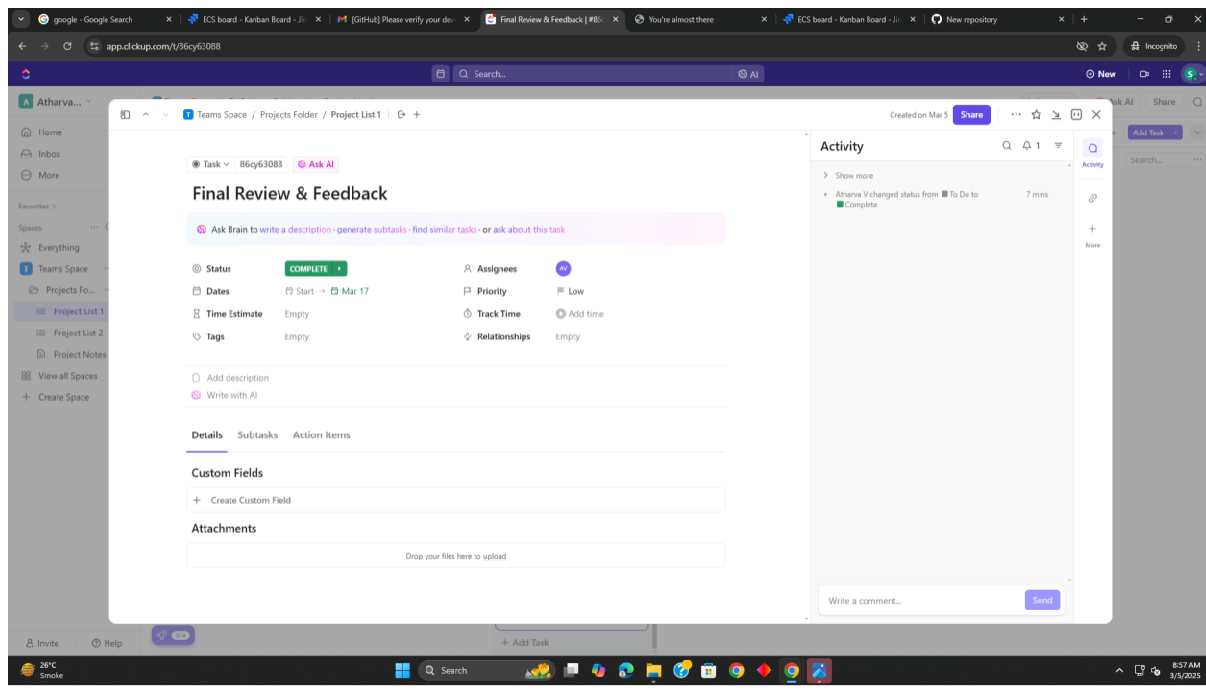 google - Google Search
ECS board - Kanban Board - Jir
[GitHub] Please verify your dev
Final Review & Feedback | #86c
You're almost there
ECS board - Kanban Board - Jir
New repository
app.clickup.com/t/86cy63088
Incognito
Search...
AI
New
S
A Atharva...
Ask AI
Share
Home
Inbox
More
Favorites
Spaces
Everything
T Teams Space
Projects Fo...
Project List 1
Project List 2
Project Notes
View all Spaces
Create Space
Invite
Help
Add Task
Search...
T Teams Space / Projects Folder / Project List 1
Created on Mar 5
Share
Task
86cy63088
Ask AI
Final Review & Feedback
Ask Brain to write a description · generate subtasks · find similar tasks · or ask about this task
Status
COMPLETE
Assignees
AV
Dates
Start
Mar 17
Priority
Low
Time Estimate
Empty
Track Time
Add time
Tags
Empty
Relationships
Empty
Add description
Write with AI
Details
Subtasks
Action Items
Custom Fields
Create Custom Field
Attachments
Drop your files here to upload
Activity
1
Show more
Atharva V changed status from To Do to
Complete
7 mins
Write a comment...
Send
Activity
More
+ Add Task
26°C
Smoke
Search
8:57 AM
3/5/2025